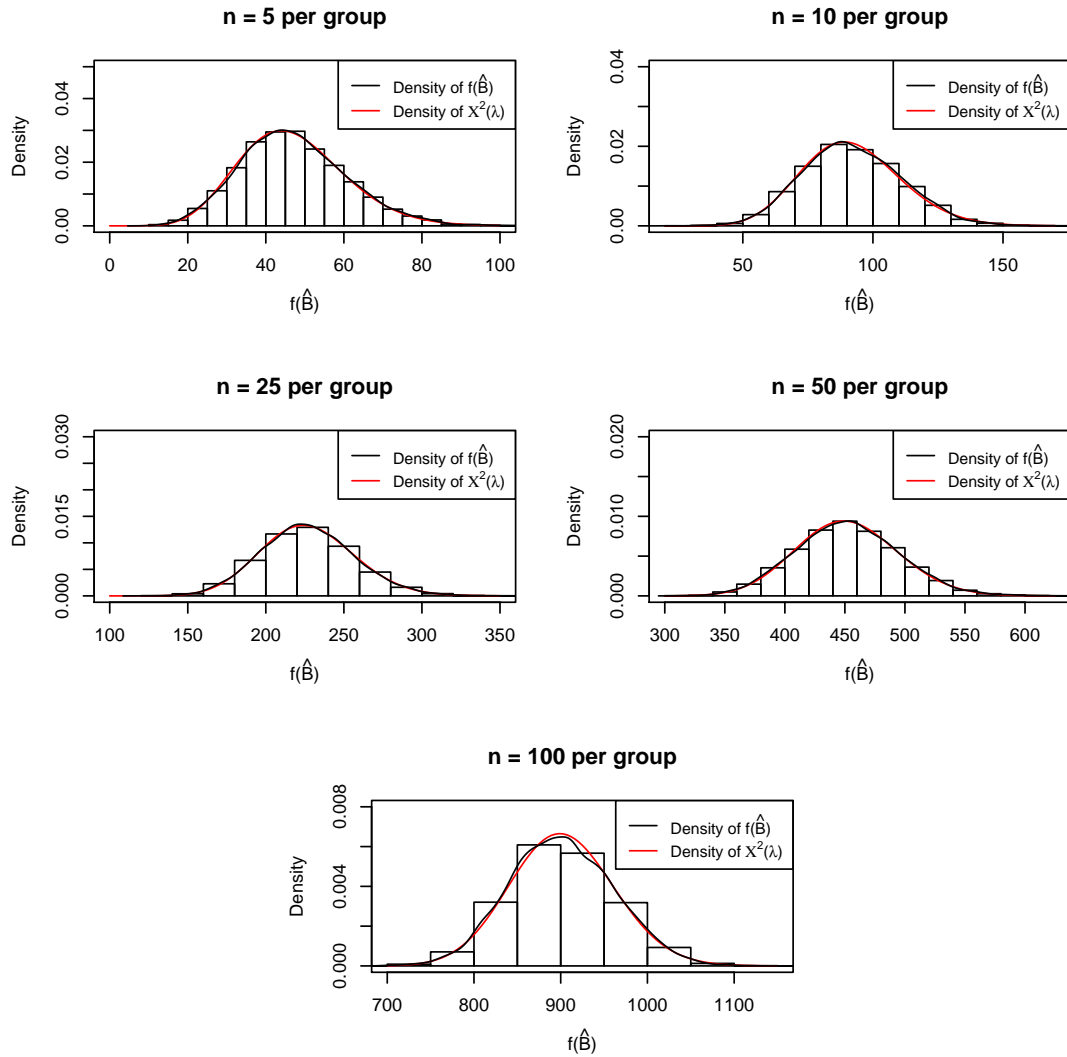 n = 5 per group
Density
0.00 0.02 0.04
Density of f(B̂)
Density of X²(λ)
0 20 40 60 80 100
f(B̂)
n = 10 per group
Density
0.00 0.02 0.04
Density of f(B̂)
Density of X²(λ)
50 100 150
f(B̂)
n = 25 per group
Density
0.000 0.015 0.030
Density of f(B̂)
Density of X²(λ)
100 150 200 250 300 350
f(B̂)
n = 50 per group
Density
0.000 0.010 0.020
Density of f(B̂)
Density of X²(λ)
300 350 400 450 500 550 600
f(B̂)
n = 100 per group
Density
0.000 0.004 0.008
Density of f(B̂)
Density of X²(λ)
700 800 900 1000 1100
f(B̂)